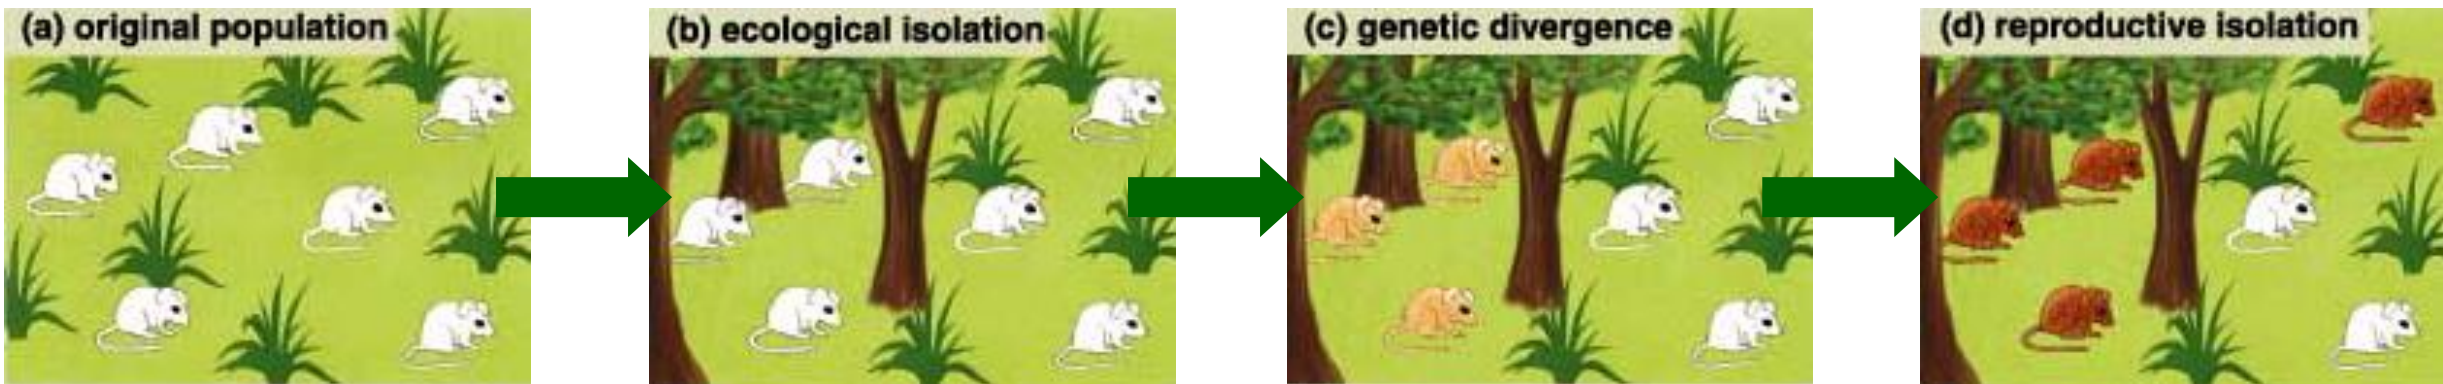 (a) original population
(b) ecological isolation
(c) genetic divergence
(d) reproductive isolation